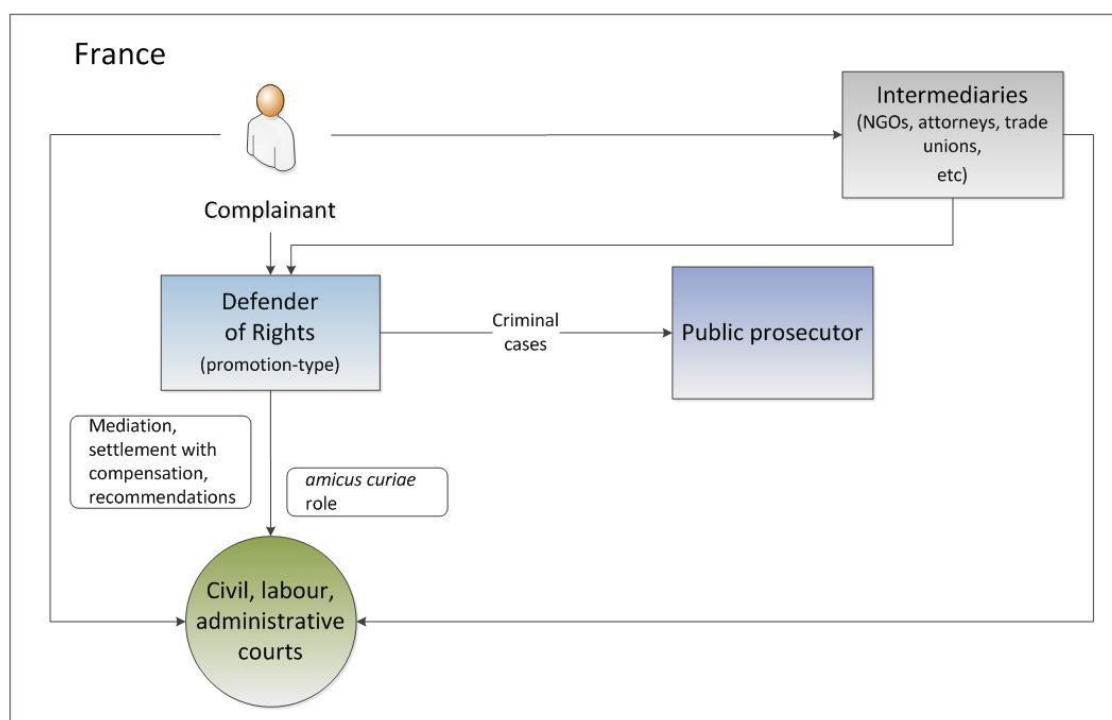 France
Intermediaries
(NGOs, attorneys, trade
unions,
etc)
Complainant
Defender
of Rights
(promotion-type)
Criminal
cases
Public prosecutor
Mediation,
settlement with
compensation,
recommendations
amicus curiae
role
Civil, labour,
administrative
courts